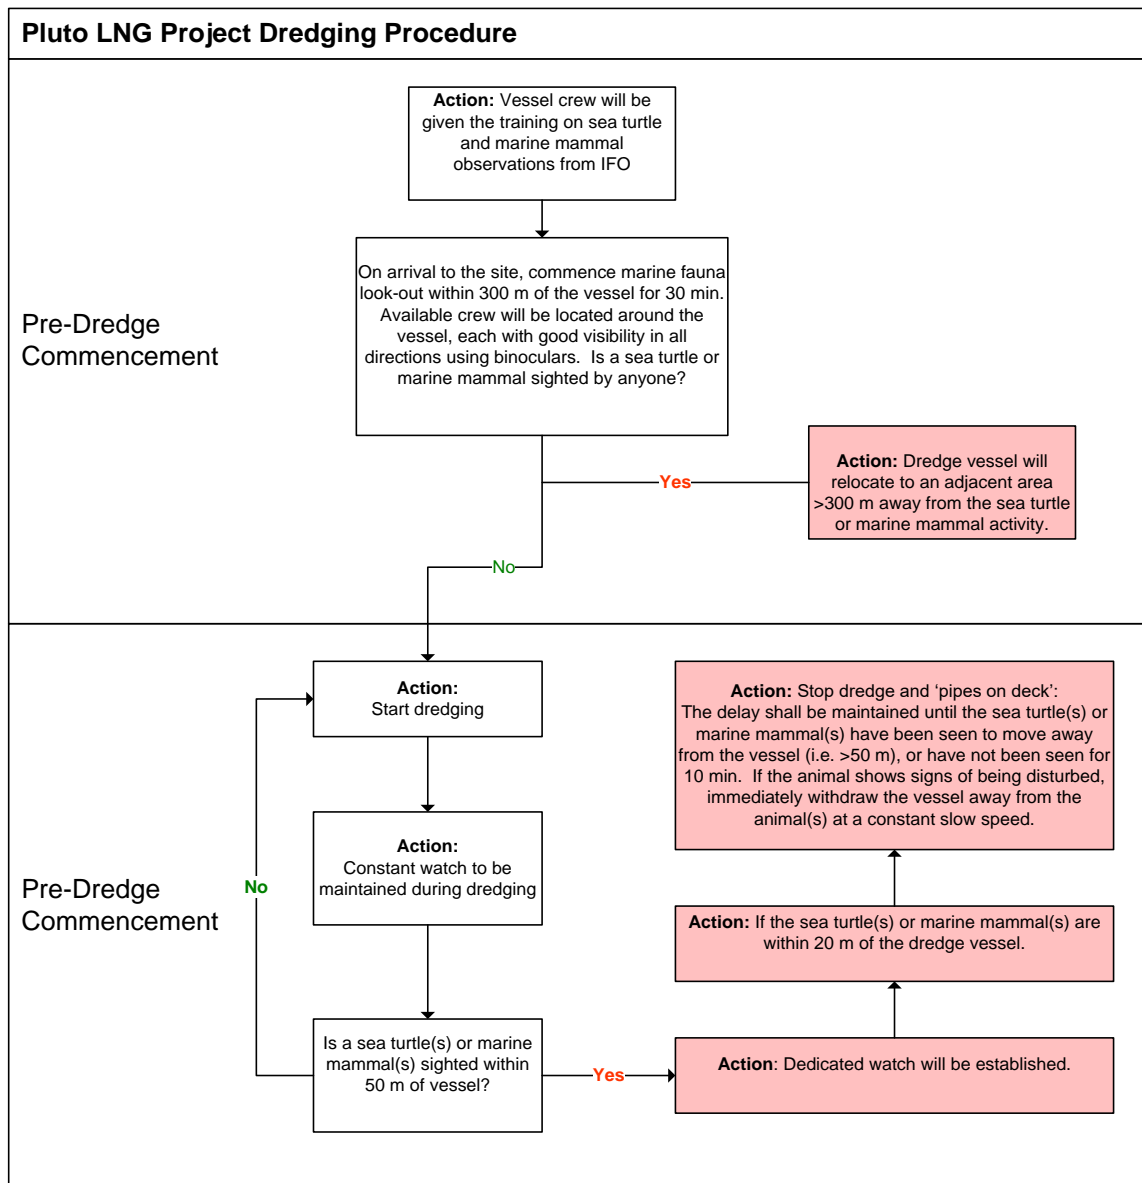 Pluto LNG Project Dredging Procedure
Action: Vessel crew will be
given the training on sea turtle
and marine mammal
observations from IFO
On arrival to the site, commence marine fauna
look-out within 300 m of the vessel for 30 min.
Available crew will be located around the
vessel, each with good visibility in all
directions using binoculars.  Is a sea turtle or
marine mammal sighted by anyone?
Pre-Dredge
Commencement
Yes
Action: Dredge vessel will
relocate to an adjacent area
>300 m away from the sea turtle
or marine mammal activity.
No
Action:
Start dredging
Action: Stop dredge and ‘pipes on deck’:
The delay shall be maintained until the sea turtle(s) or
marine mammal(s) have been seen to move away
from the vessel (i.e. >50 m), or have not been seen for
10 min.  If the animal shows signs of being disturbed,
immediately withdraw the vessel away from the
animal(s) at a constant slow speed.
Pre-Dredge
Commencement
No
Action:
Constant watch to be
maintained during dredging
Action: If the sea turtle(s) or marine mammal(s) are
within 20 m of the dredge vessel.
Is a sea turtle(s) or marine
mammal(s) sighted within
50 m of vessel?
Yes
Action: Dedicated watch will be established.